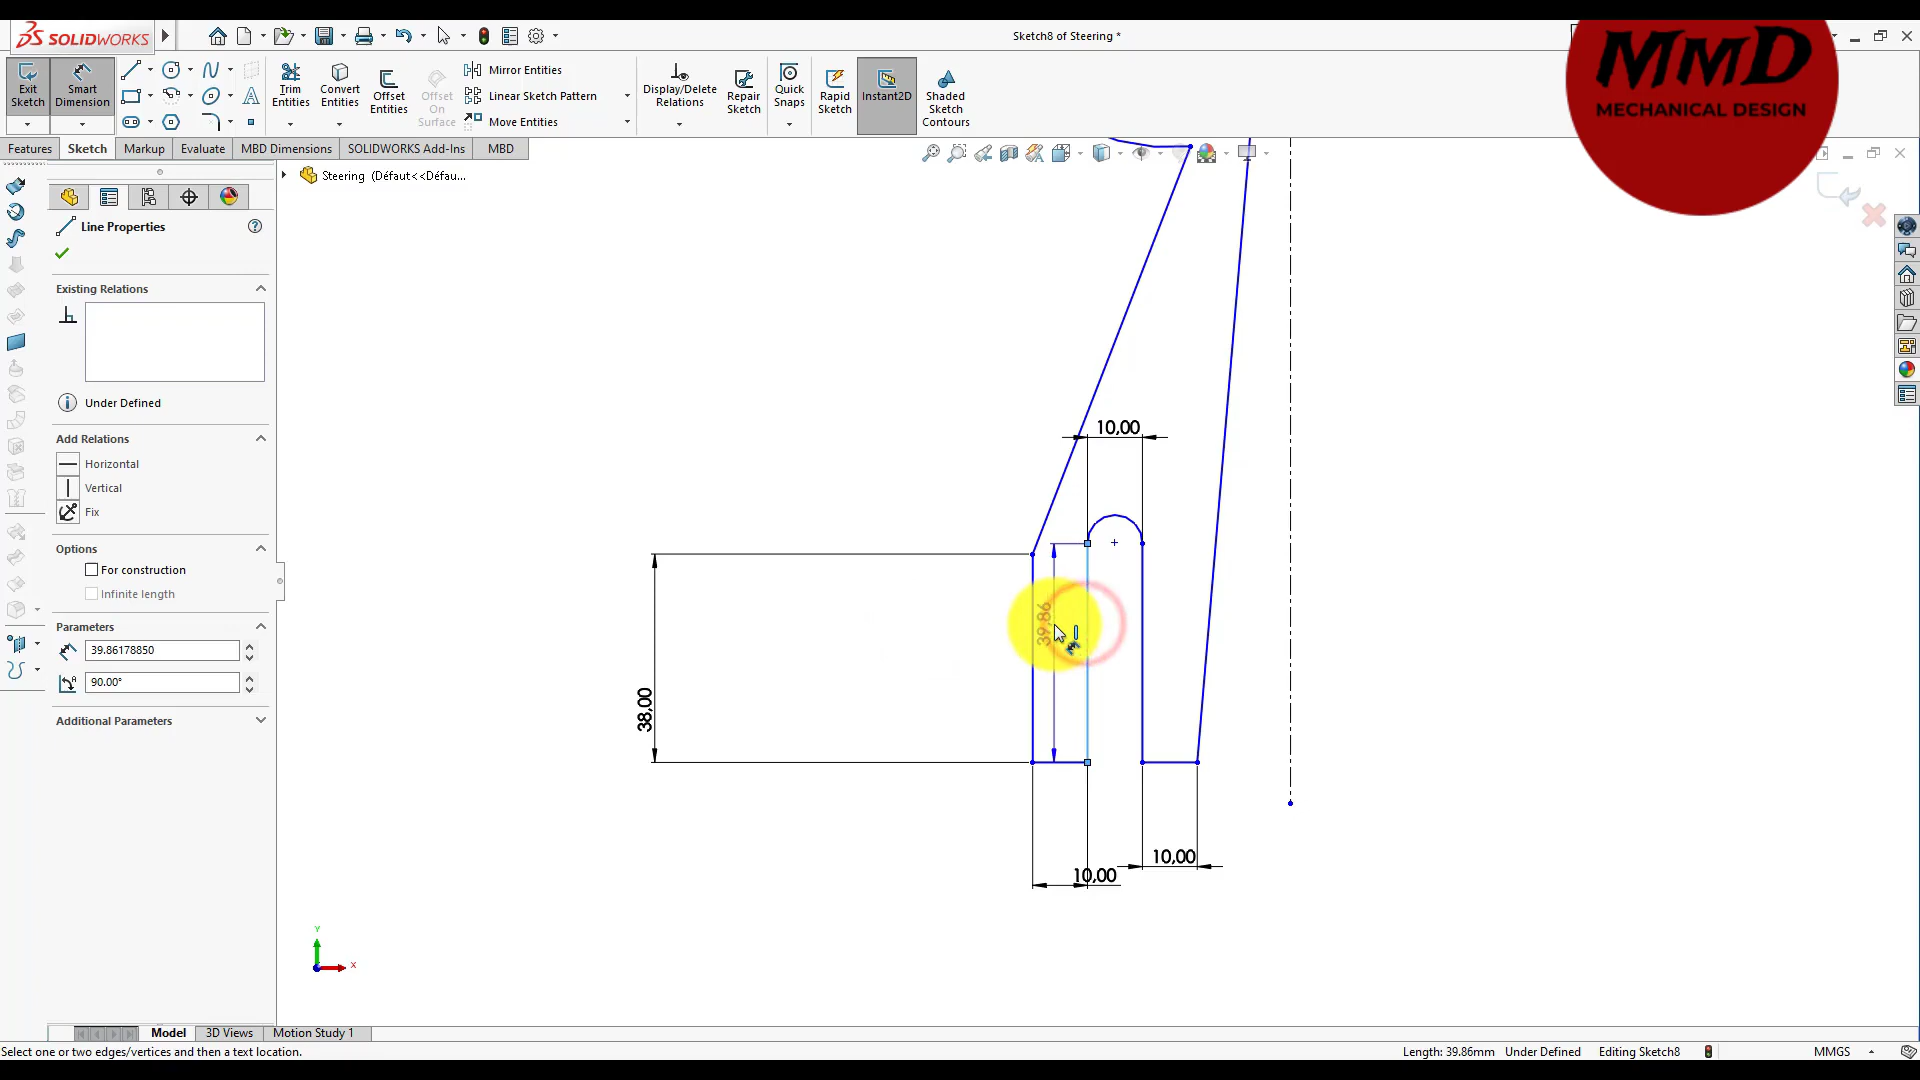 SOLIDWORKS
Sketch8 of Steering *
MMD
MECHANICAL DESIGN
Exit
Sketch
Smart
Dimension
Trim
Entities
Convert
Entities
Offset
Entities
Offset
On
Surface
Mirror Entities
Linear Sketch Pattern
Move Entities
Display/Delete
Relations
Repair
Sketch
Quick
Snaps
Rapid
Sketch
Instant2D
Shaded
Sketch
Contours
Features
Sketch
Markup
Evaluate
MBD Dimensions
SOLIDWORKS Add-Ins
MBD
Steering (Défaut<<Défau...
Line Properties
Existing Relations
Under Defined
Add Relations
Horizontal
Vertical
Fix
Options
For construction
Infinite length
Parameters
39.86178850
90.00°
Additional Parameters
10,00
39,86
38,00
10,00
10,00
Y
X
Model
3D Views
Motion Study 1
Select one or two edges/vertices and then a text location.
Length: 39.86mm
Under Defined
Editing Sketch8
MMGS